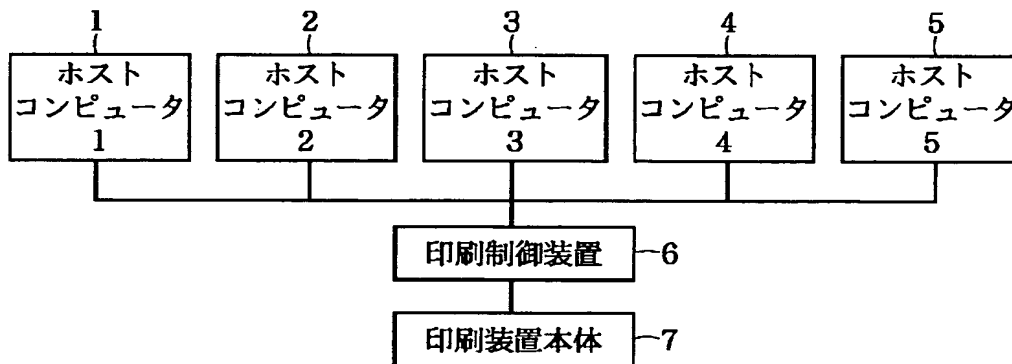 1
2
3
4
5
ホスト
コンピュータ
1
ホスト
コンピュータ
2
ホスト
コンピュータ
3
ホスト
コンピュータ
4
ホスト
コンピュータ
5
印刷制御装置
6
印刷装置本体
7